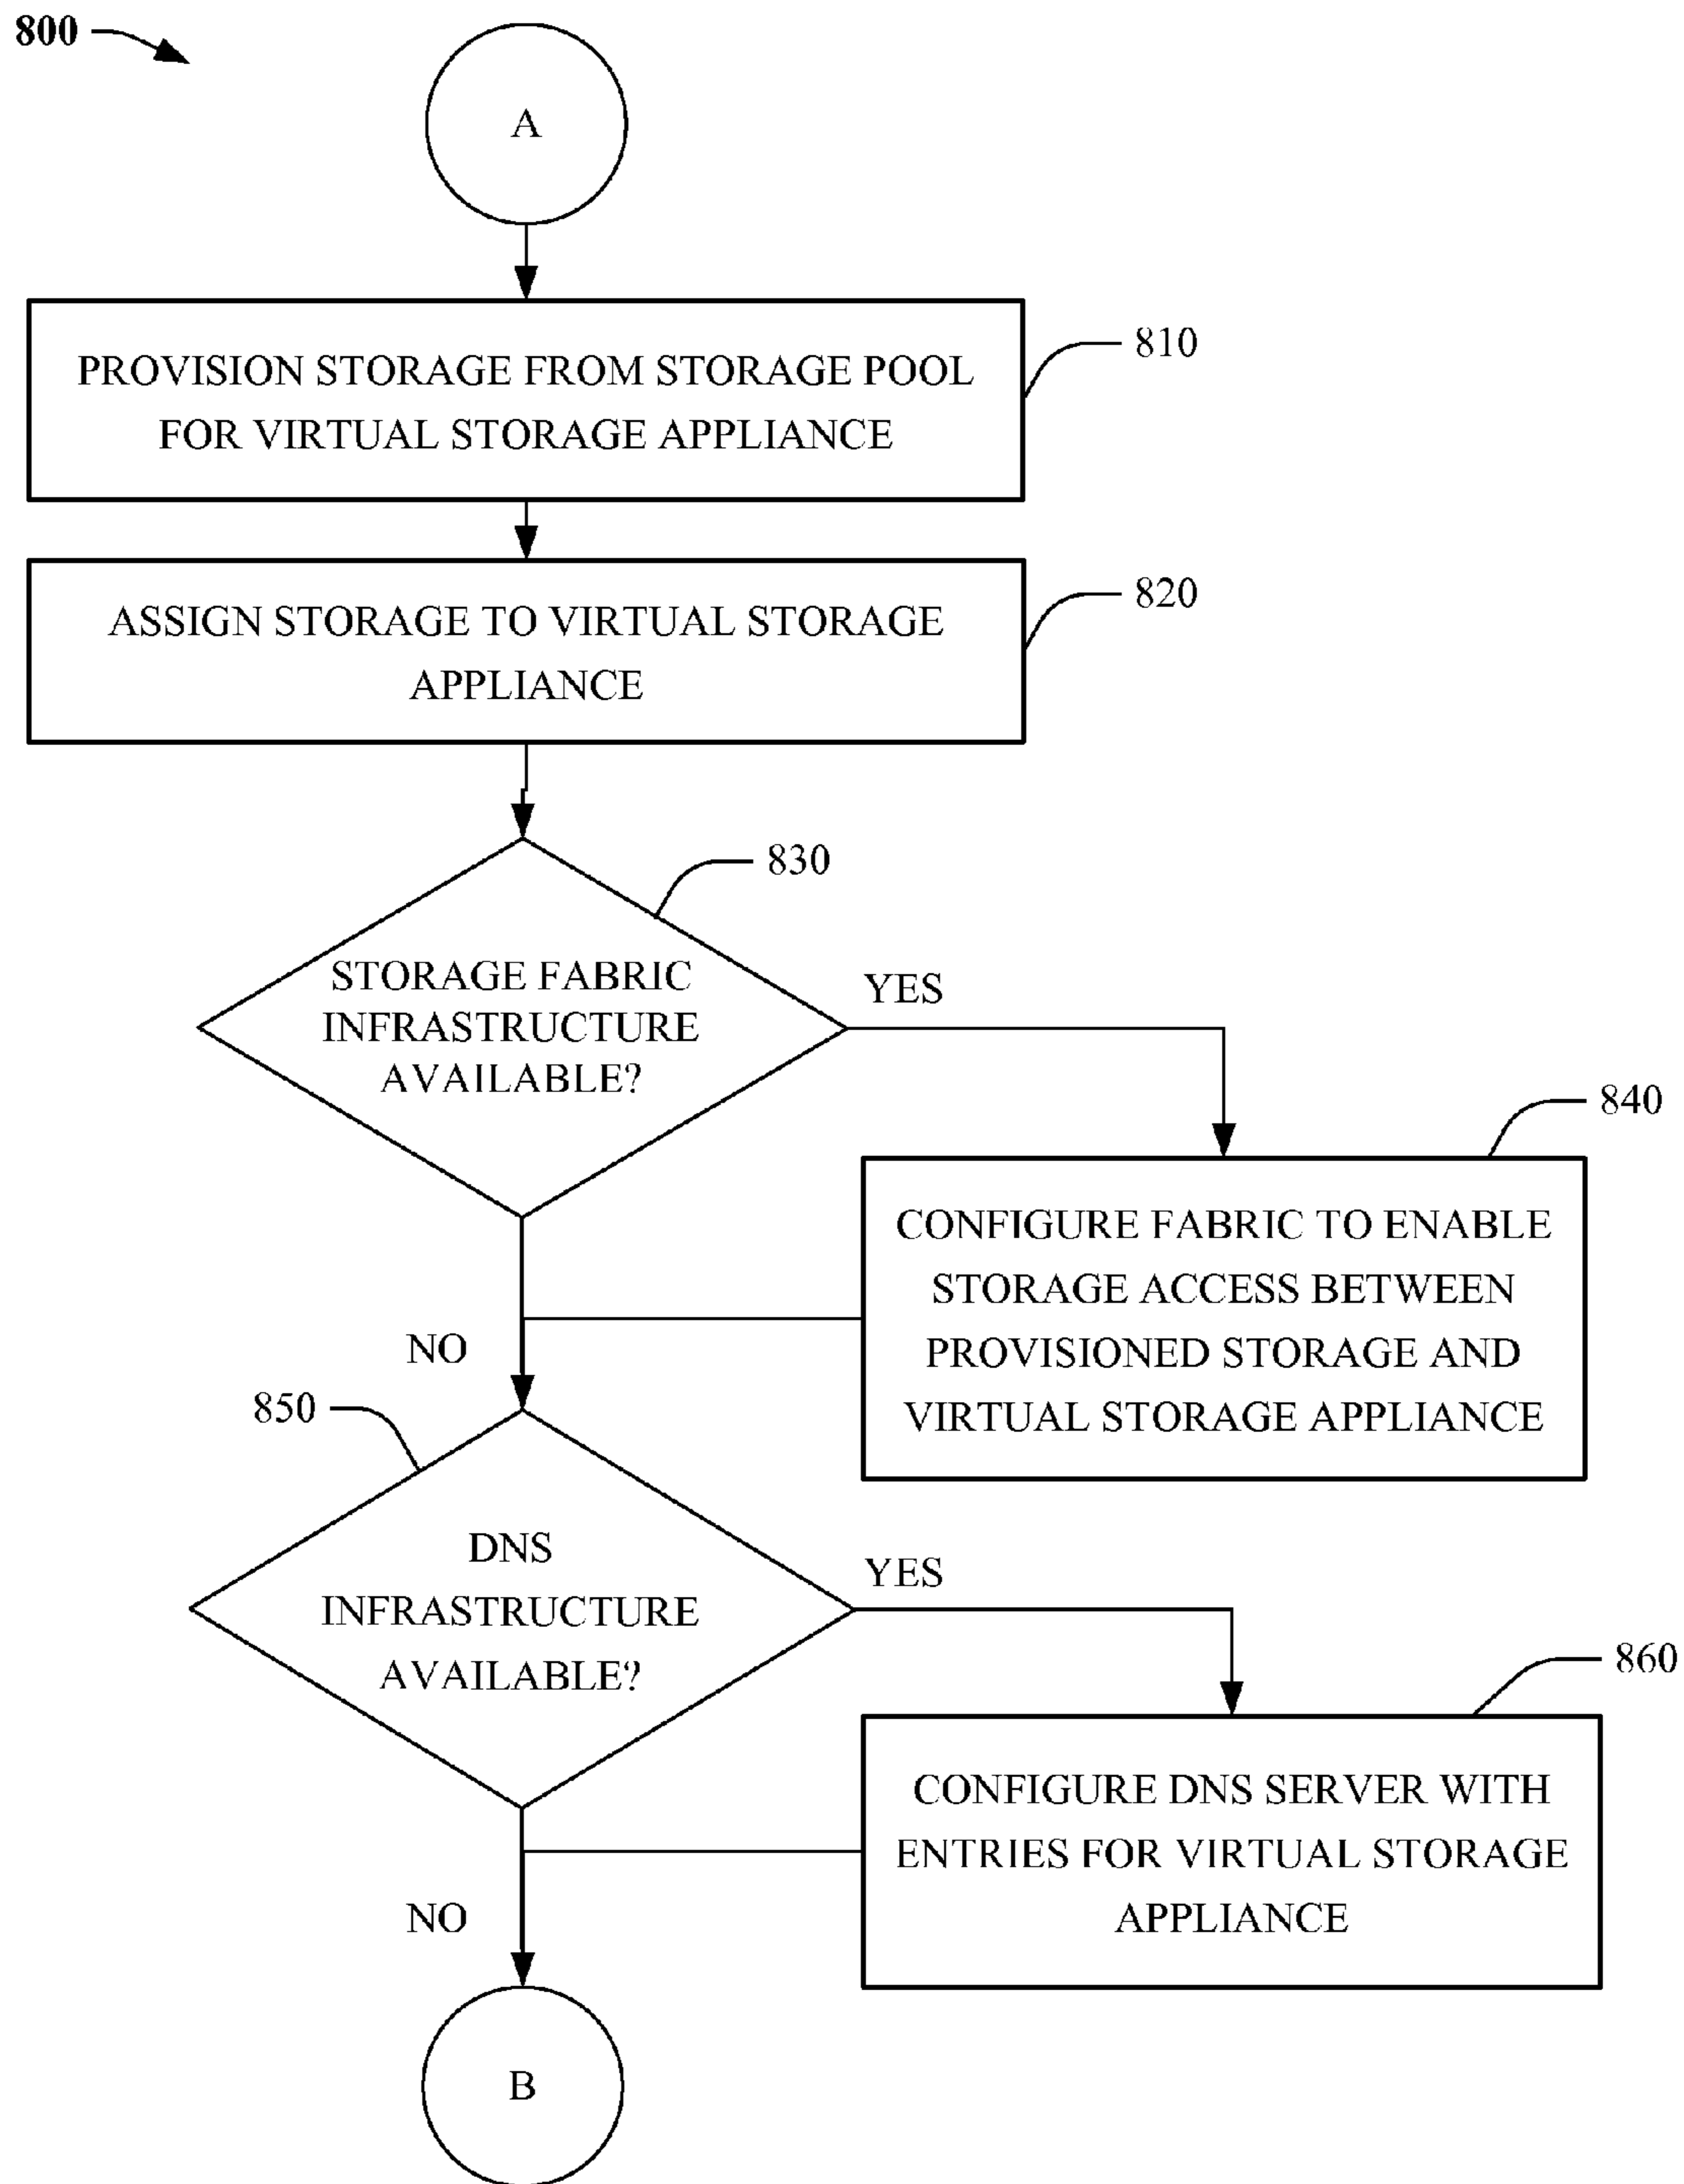 800
A
PROVISION STORAGE FROM STORAGE POOL
FOR VIRTUAL STORAGE APPLIANCE
810
ASSIGN STORAGE TO VIRTUAL STORAGE
APPLIANCE
820
830
STORAGE FABRIC
INFRASTRUCTURE
AVAILABLE?
YES
840
CONFIGURE FABRIC TO ENABLE
STORAGE ACCESS BETWEEN
PROVISIONED STORAGE AND
VIRTUAL STORAGE APPLIANCE
NO
850
DNS
INFRASTRUCTURE
AVAILABLE?
YES
860
CONFIGURE DNS SERVER WITH
ENTRIES FOR VIRTUAL STORAGE
APPLIANCE
NO
B